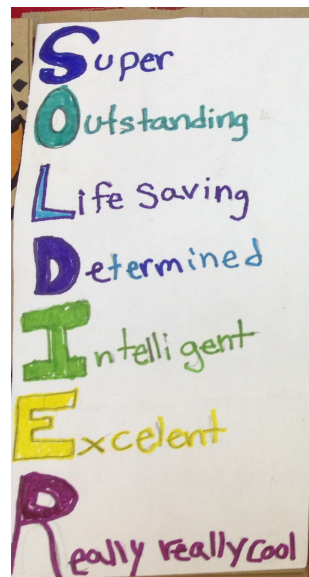 Super
Outstanding
Life Saving
Determined
Intelligent
Excelent
Really really cool